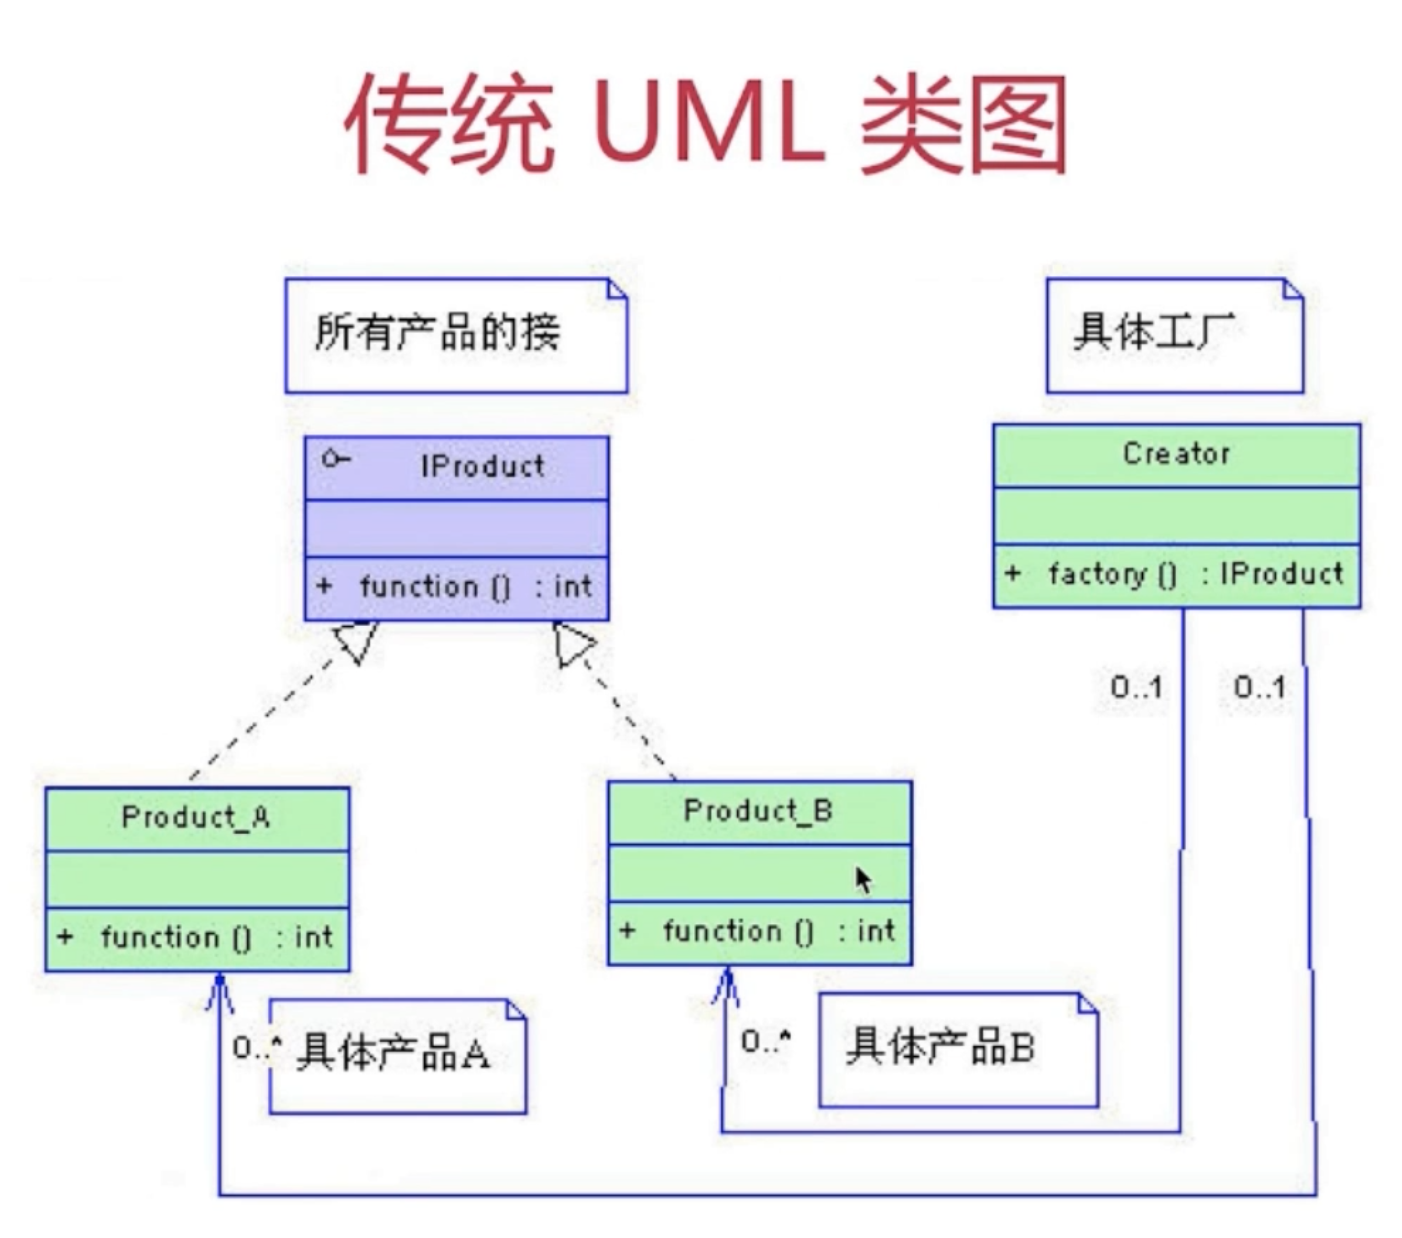 传统 UML 类图
所有产品的接
具体工厂
IProduct
+ function () : int
Creator
+ factory () : IProduct
0..1
0..1
Product_A
+ function () : int
Product_B
+ function () : int
0..*
具体产品A
0..*
具体产品B